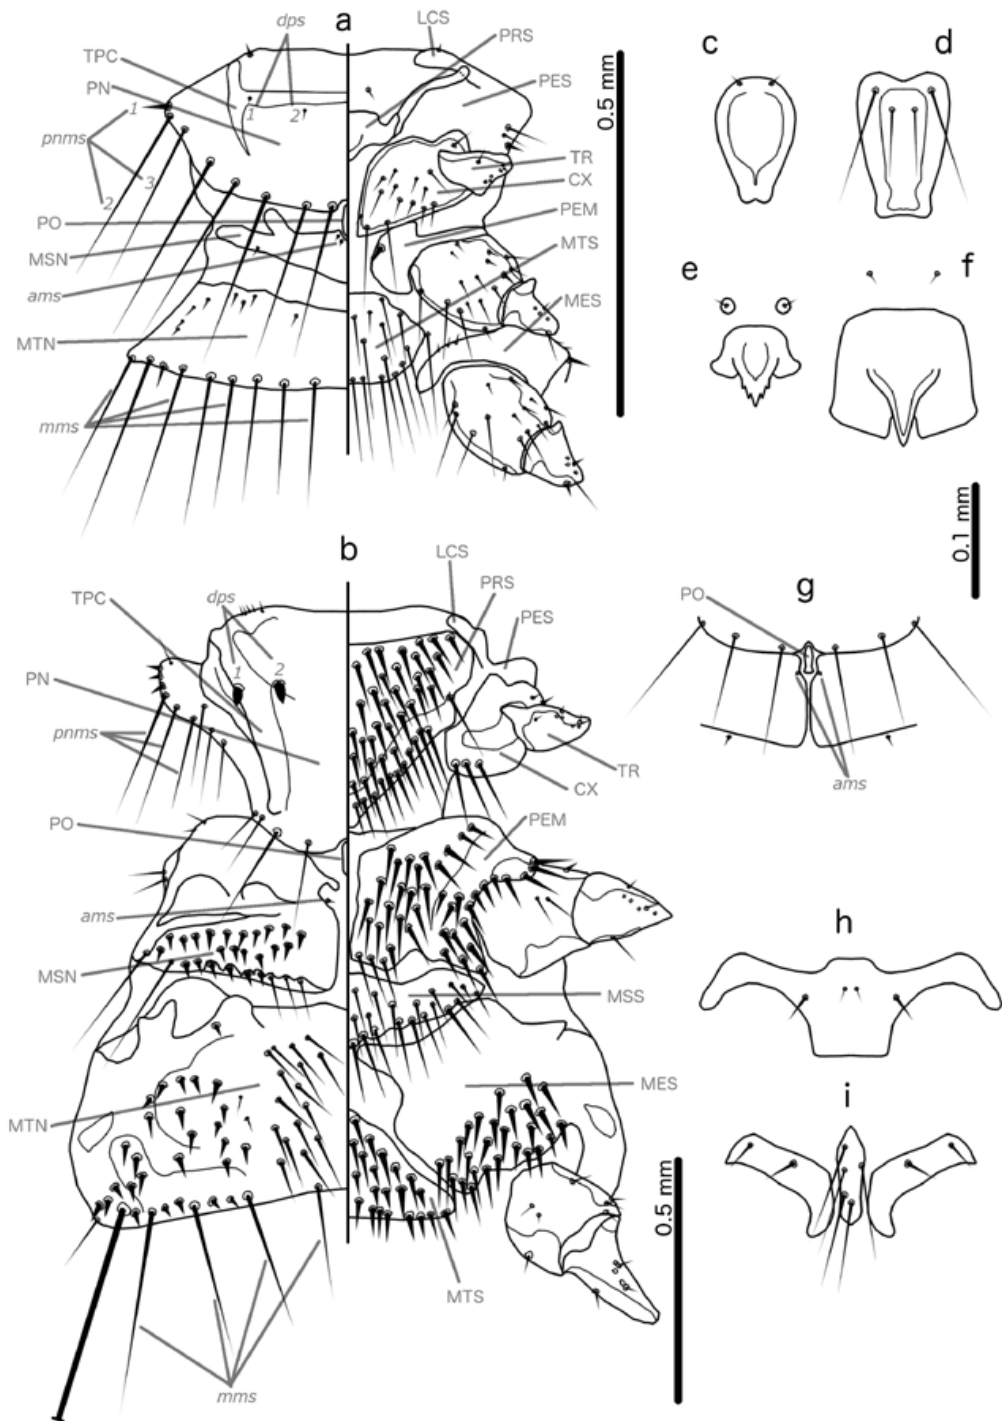 a
dps
LCS
PRS
TPC
PN
PES
1
1
2
pnms
3
2
TR
CX
PO
PEM
MSN
MTS
ams
MES
MTN
mms
0.5 mm
c
d
e
f
0.1 mm
b
LCS
TPC
dps
PRS
PES
1
2
PN
pnms
TR
CX
PO
PEM
ams
MSN
MSS
MTN
MES
MTS
mms
0.5 mm
g
PO
ams
h
i